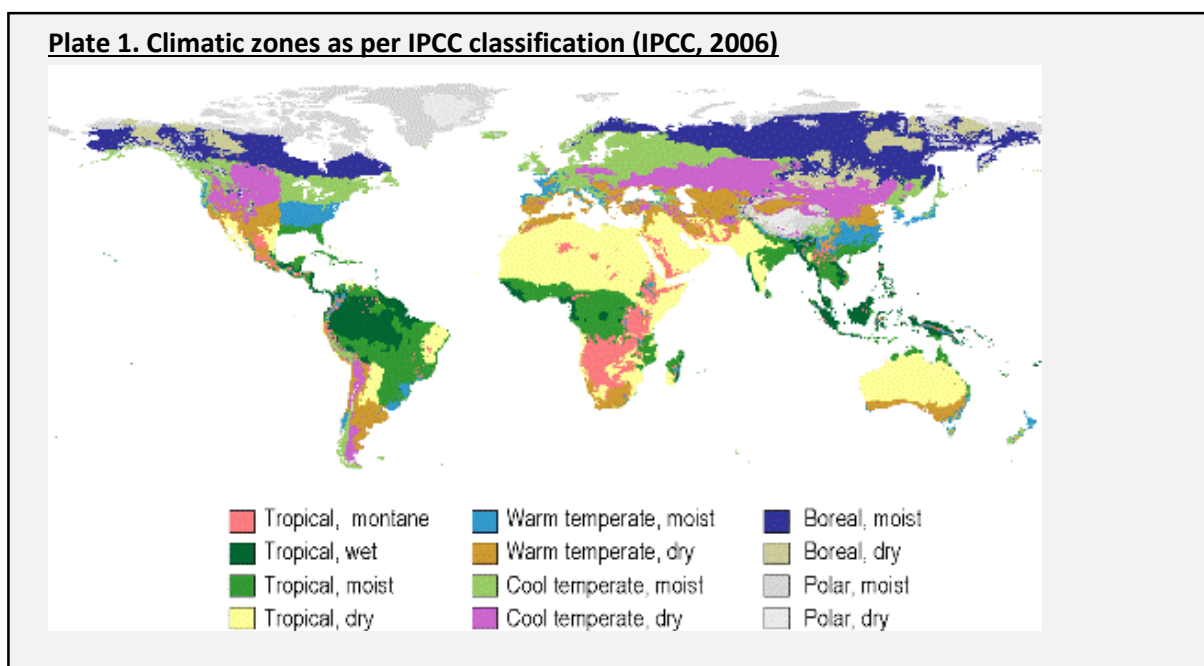 Plate 1. Climatic zones as per IPCC classification (IPCC, 2006)
Tropical, montane
Tropical, wet
Tropical, moist
Tropical, dry
Warm temperate, moist
Warm temperate, dry
Cool temperate, moist
Cool temperate, dry
Boreal, moist
Boreal, dry
Polar, moist
Polar, dry